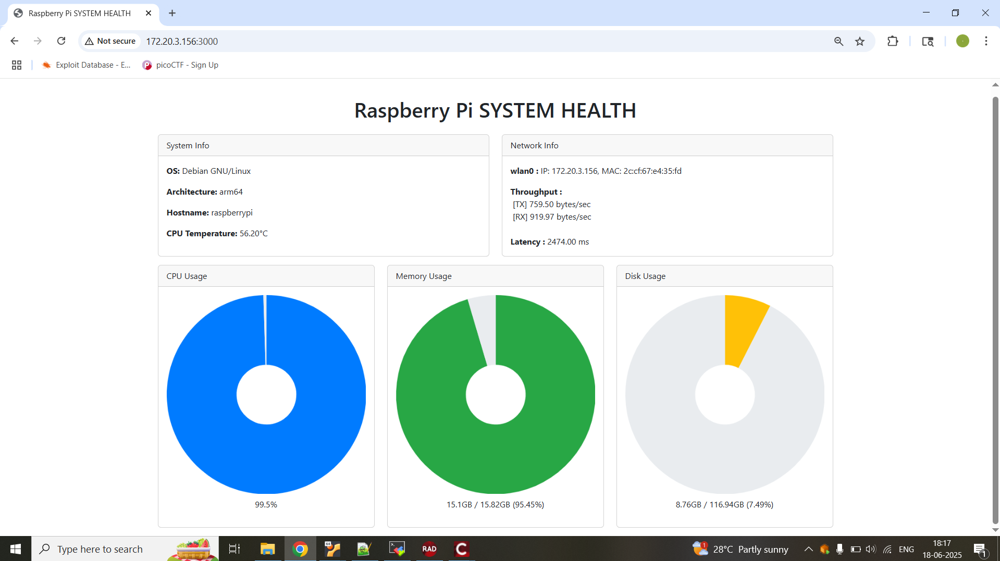 Raspberry Pi SYSTEM HEALTH
Not secure
172.20.3.156:3000
Exploit Database - E...
picoCTF - Sign Up
Raspberry Pi SYSTEM HEALTH
System Info
OS: Debian GNU/Linux
Architecture: arm64
Hostname: raspberrypi
CPU Temperature: 56.20°C
Network Info
wlan0 : IP: 172.20.3.156, MAC: 2c:cf:67:e4:35:fd
Throughput :
[TX] 759.50 bytes/sec
[RX] 919.97 bytes/sec
Latency : 2474.00 ms
CPU Usage
99.5%
Memory Usage
15.1GB / 15.82GB (95.45%)
Disk Usage
8.76GB / 116.94GB (7.49%)
Type here to search
64
RAD
C
1
28°C Partly sunny
ENG
18:17
18-06-2025
1